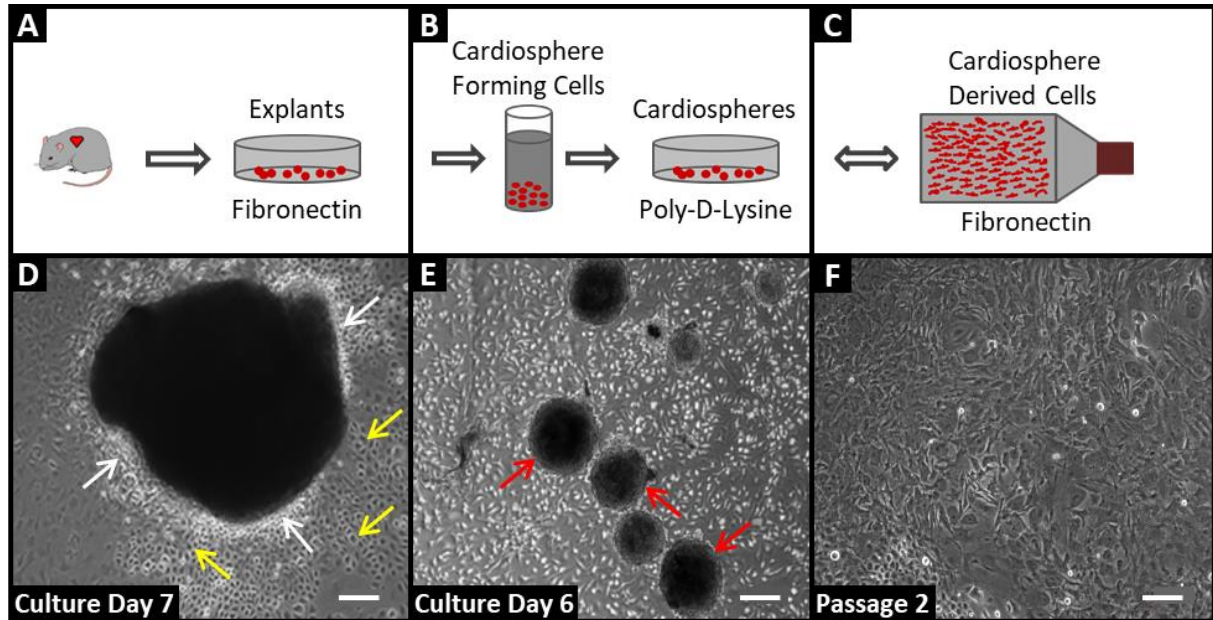 A
Explants
Fibronectin
B
Cardiosphere
Forming Cells
Cardiospheres
Poly-D-Lysine
C
Cardiosphere
Derived Cells
Fibronectin
D
Culture Day 7
E
Culture Day 6
F
Passage 2